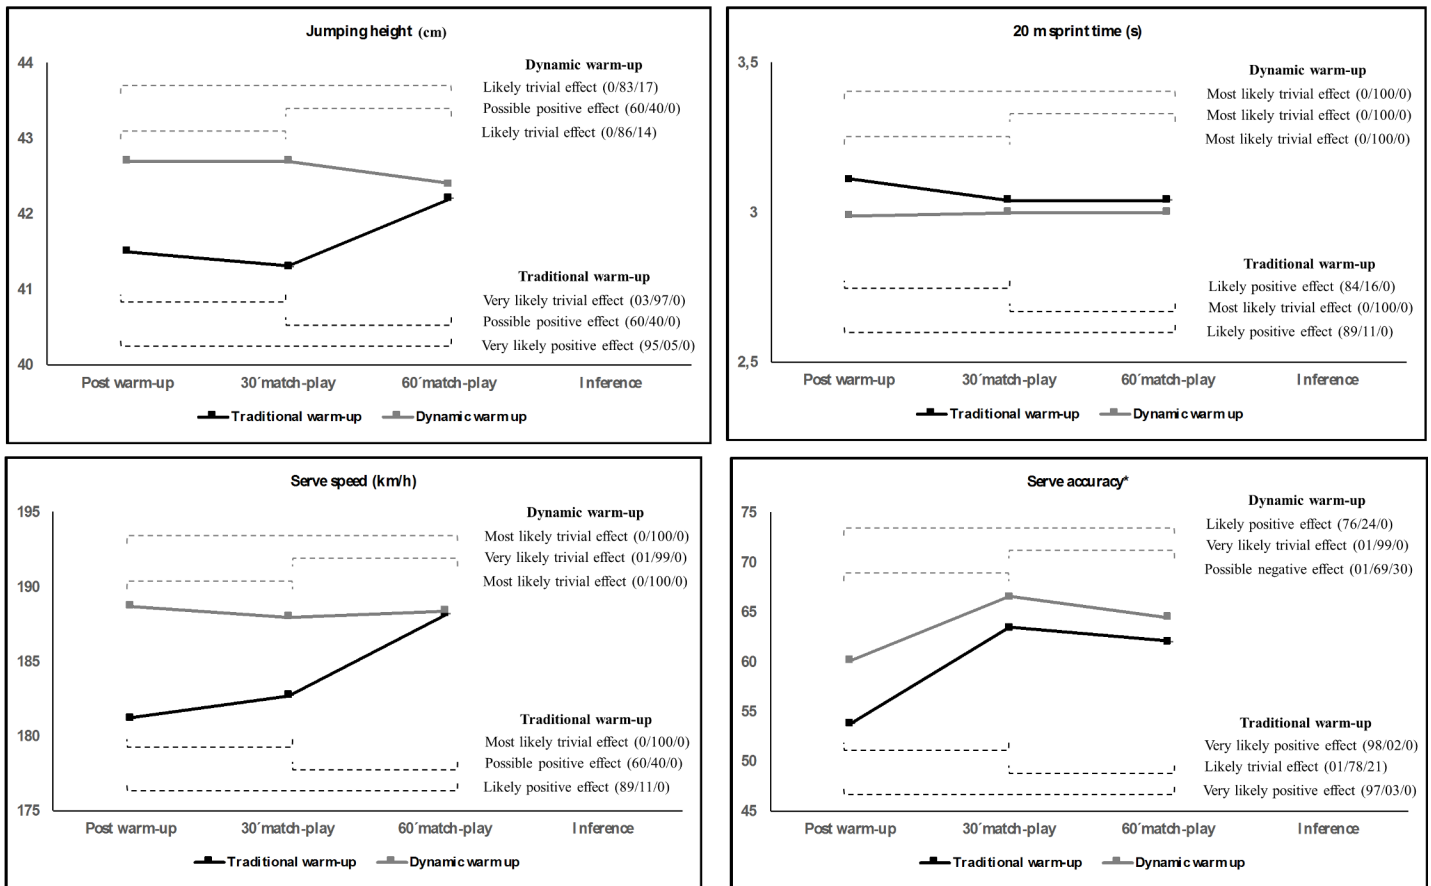 Jumping height (cm)
44
43
42
41
40
Dynamic warm-up
Likely trivial effect (0/83/17)
Possible positive effect (60/40/0)
Likely trivial effect (0/86/14)
Traditional warm-up
Very likely trivial effect (03/97/0)
Possible positive effect (60/40/0)
Very likely positive effect (95/05/0)
Post warm-up 30´match-play 60´match-play Inference
Traditional warm-up Dynamic warm up
20 m sprint time (s)
3,5
3
2,5
Dynamic warm-up
Most likely trivial effect (0/100/0)
Most likely trivial effect (0/100/0)
Most likely trivial effect (0/100/0)
Traditional warm-up
Likely positive effect (84/16/0)
Most likely trivial effect (0/100/0)
Likely positive effect (89/11/0)
Post warm-up 30´match-play 60´match-play Inference
Traditional warm-up Dynamic warm up
Serve speed (km/h)
195
190
185
180
175
Dynamic warm-up
Most likely trivial effect (0/100/0)
Very likely trivial effect (01/99/0)
Most likely trivial effect (0/100/0)
Traditional warm-up
Most likely trivial effect (0/100/0)
Possible positive effect (60/40/0)
Likely positive effect (89/11/0)
Post warm-up 30´match-play 60´match-play Inference
Traditional warm-up Dynamic warm up
Serve accuracy*
75
70
65
60
55
50
45
Dynamic warm-up
Likely positive effect (76/24/0)
Very likely trivial effect (01/99/0)
Possible negative effect (01/69/30)
Traditional warm-up
Very likely positive effect (98/02/0)
Likely trivial effect (01/78/21)
Very likely positive effect (97/03/0)
Post warm-up 30´match-play 60´match-play Inference
Traditional warm-up Dynamic warm up